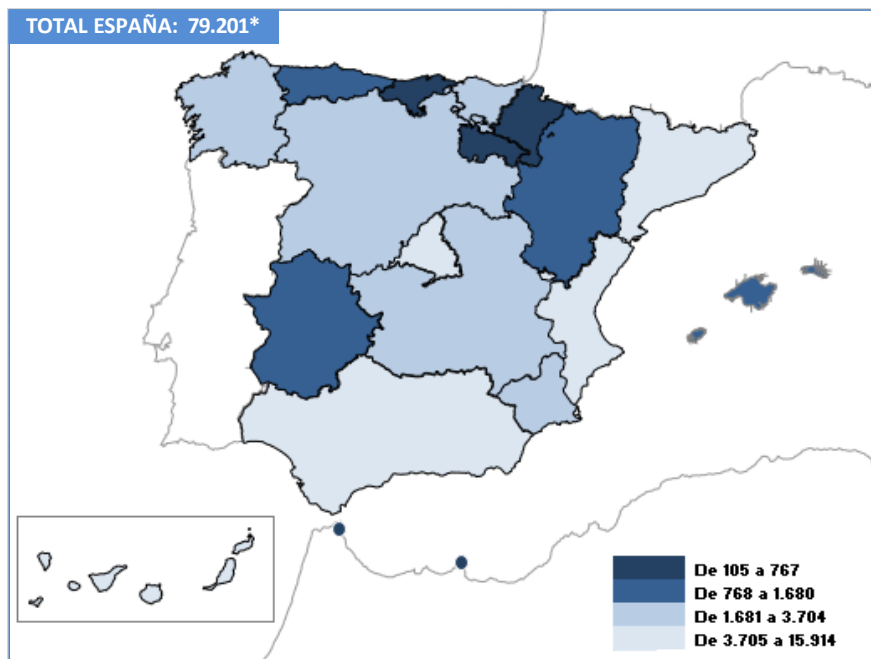 TOTAL ESPAÑA: 79.201*
De 105 a 767
De 768 a 1.680
De 1.681 a 3.704
De 3.705 a 15.914